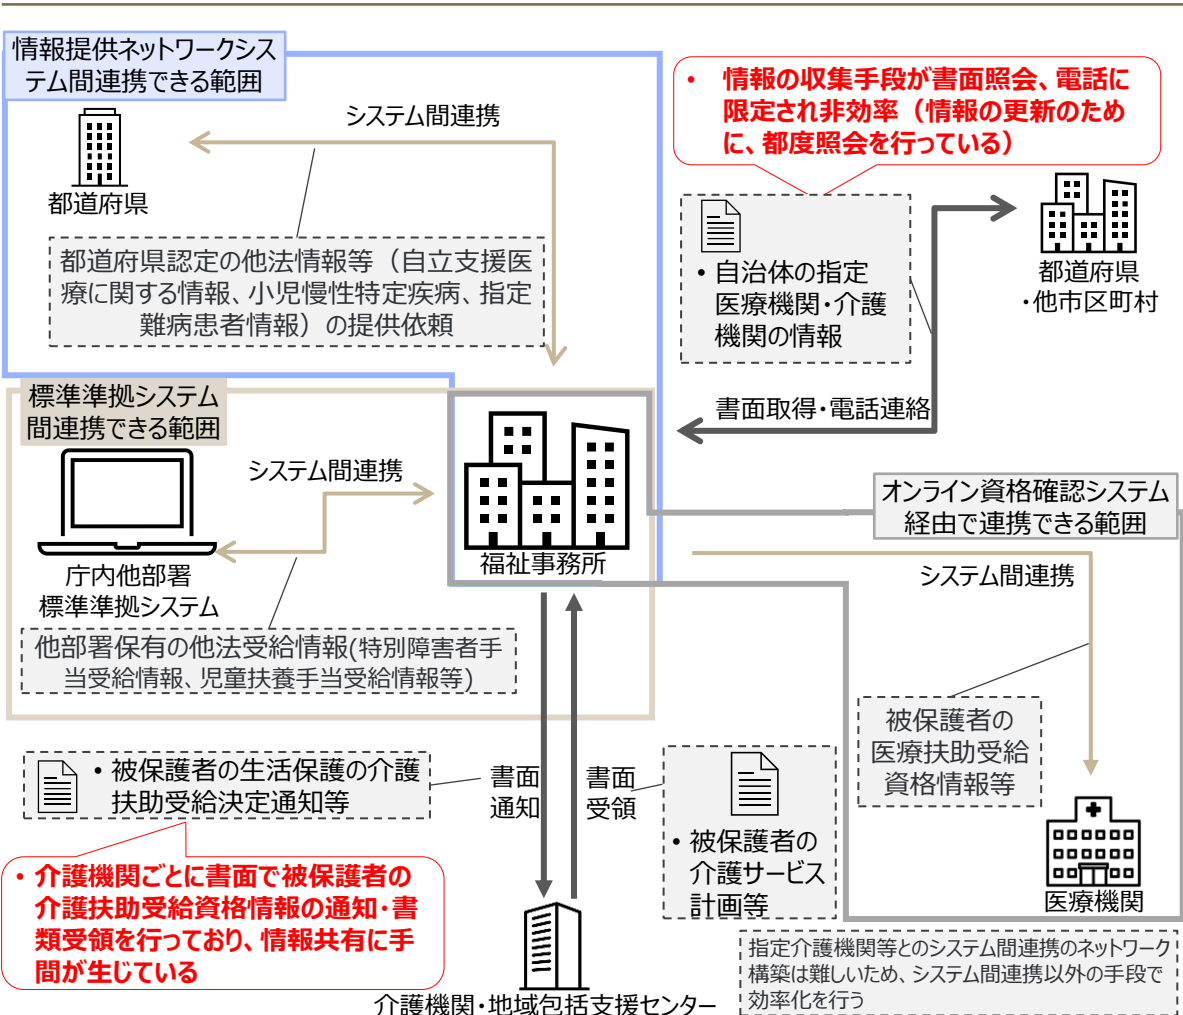 情報提供ネットワークシス
テム間連携できる範囲
システム間連携
都道府県
都道府県認定の他法情報等（自立支援医
療に関する情報、小児慢性特定疾病、指定
難病患者情報）の提供依頼
• 情報の収集手段が書面照会、電話に
限定され非効率（情報の更新のため
に、都度照会を行っている）
• 自治体の指定
医療機関・介護
機関の情報
都道府県
・他市区町村
書面取得・電話連絡
標準準拠システム
間連携できる範囲
システム間連携
庁内他部署
標準準拠システム
福祉事務所
他部署保有の他法受給情報(特別障害者手
当受給情報、児童扶養手当受給情報等)
オンライン資格確認システム
経由で連携できる範囲
システム間連携
被保護者の
医療扶助受給
資格情報等
医療機関
• 被保護者の生活保護の介護
扶助受給決定通知等
書面
通知
書面
受領
• 被保護者の
介護サービス
計画等
• 介護機関ごとに書面で被保護者の
介護扶助受給資格情報の通知・書
類受領を行っており、情報共有に手
間が生じている
介護機関・地域包括支援センター
指定介護機関等とのシステム間連携のネットワーク
構築は難しいため、システム間連携以外の手段で
効率化を行う